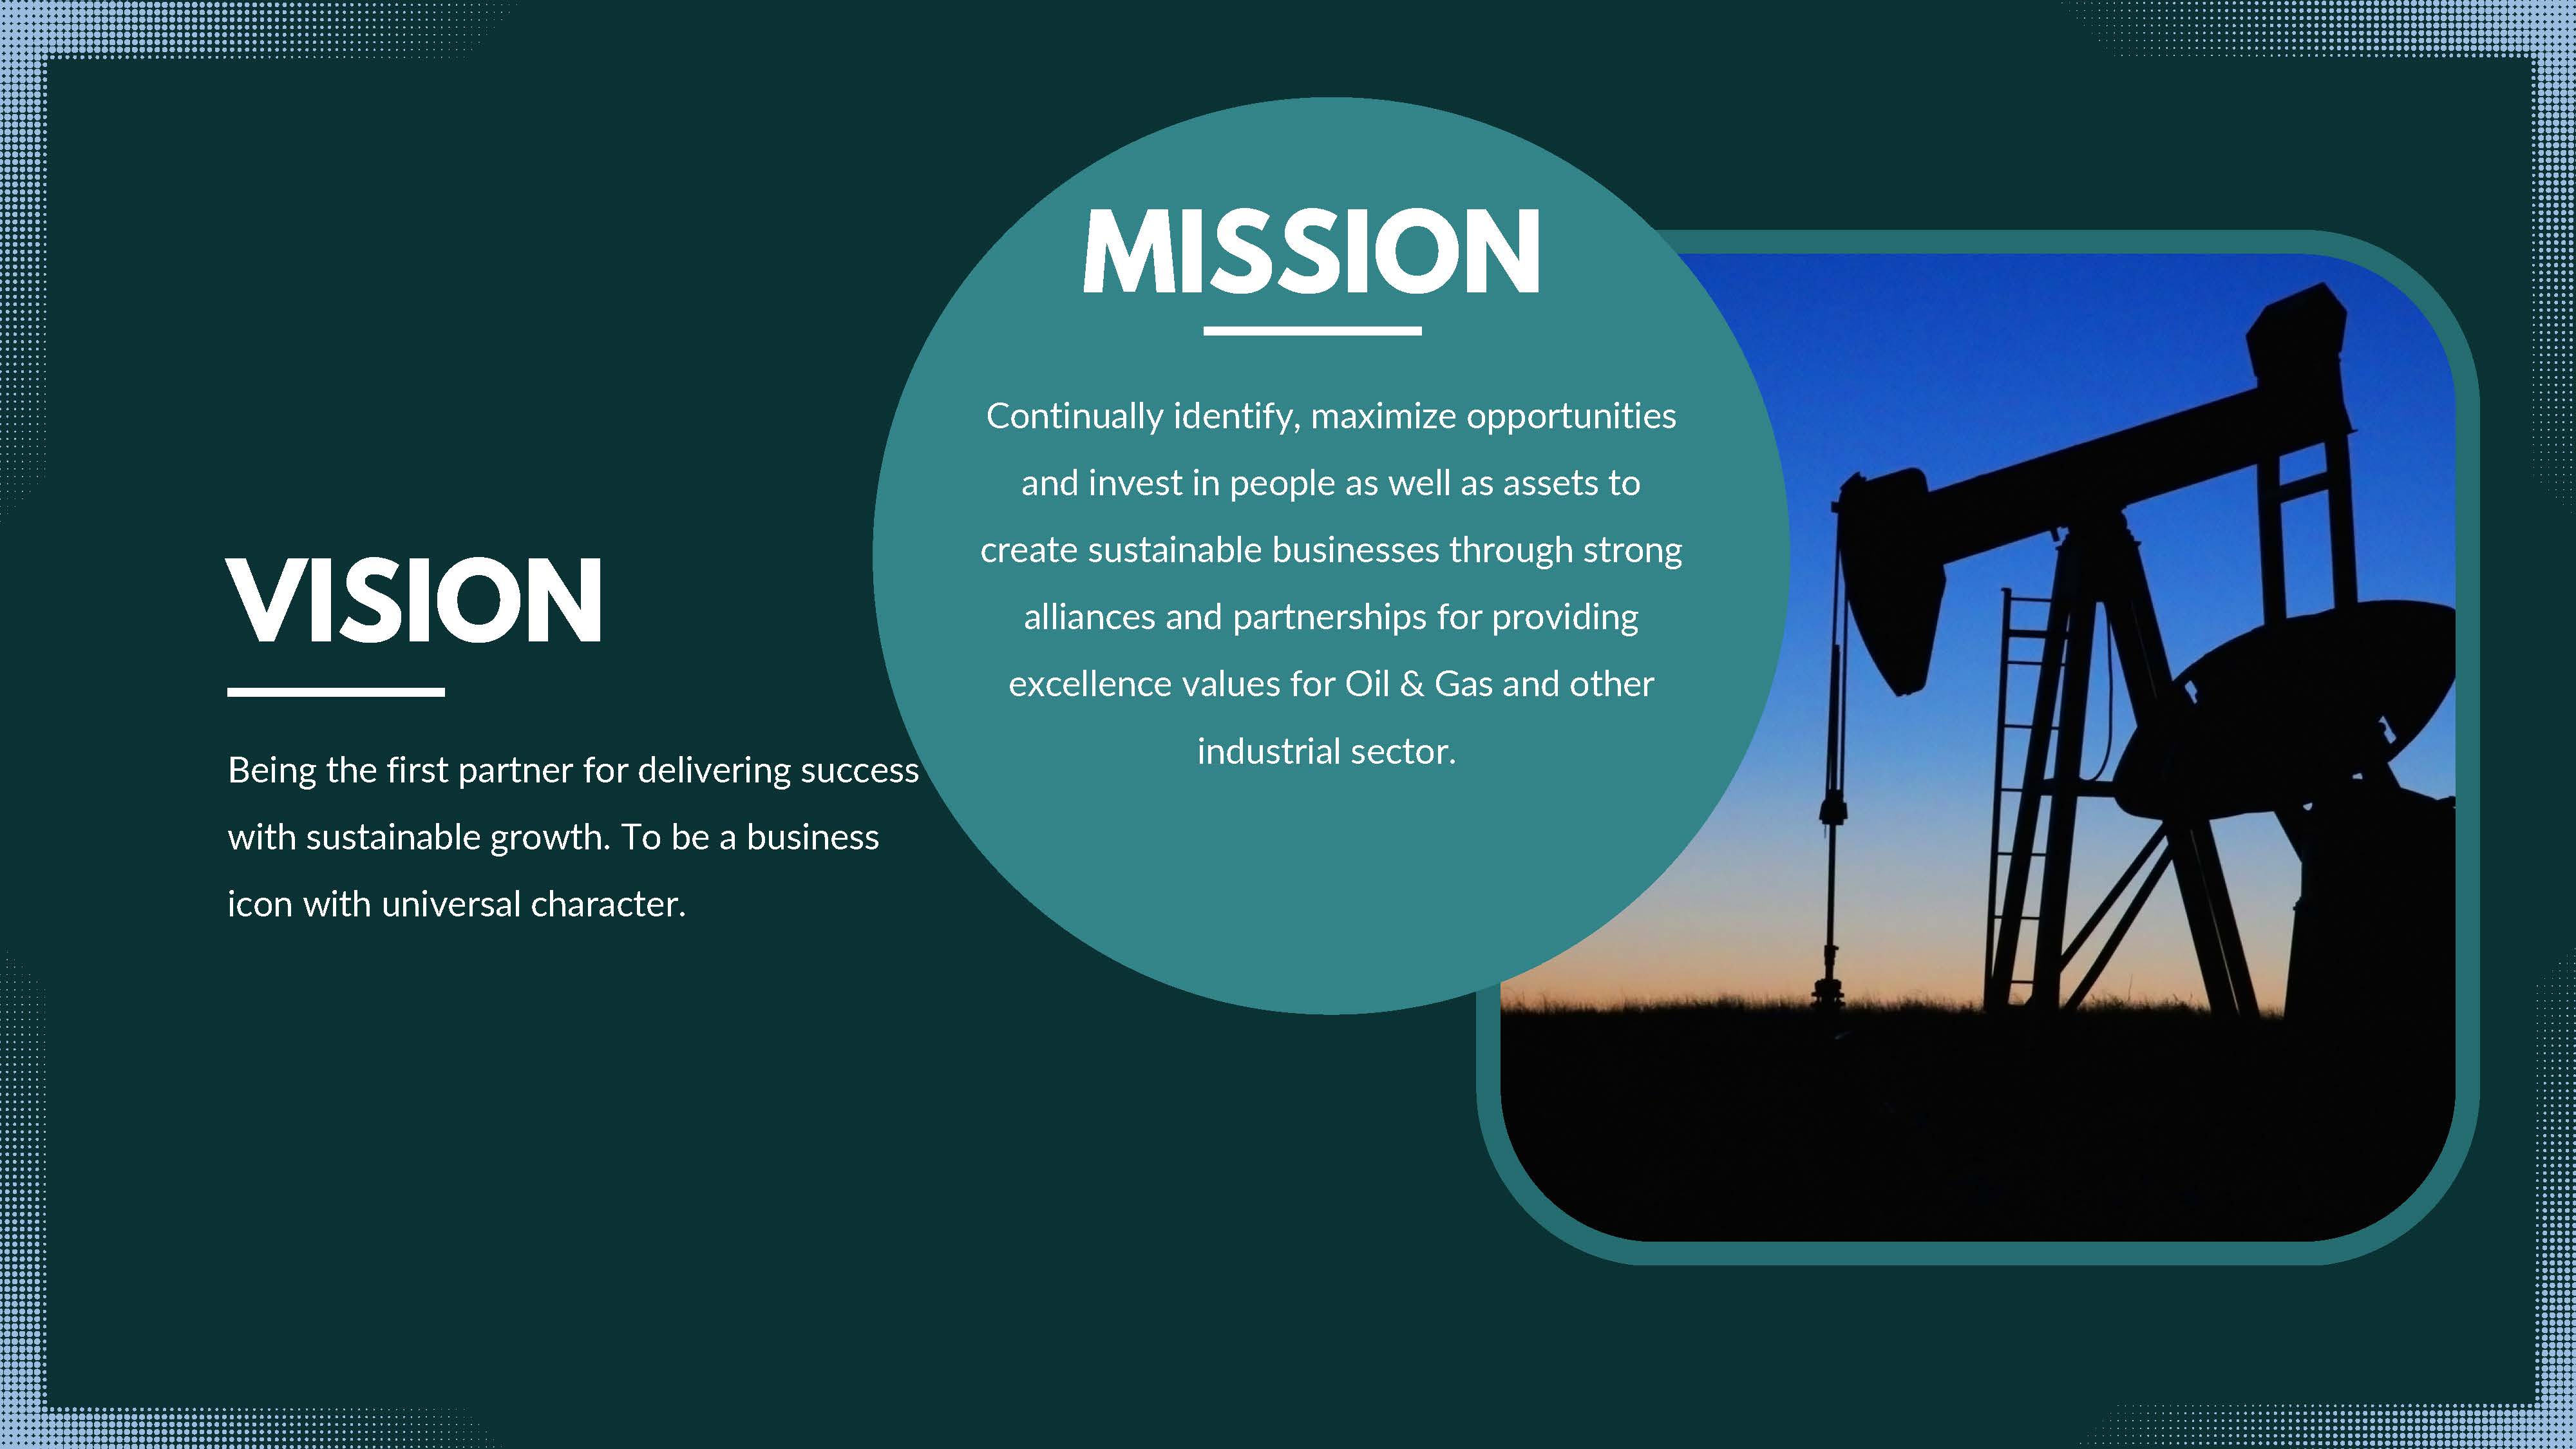 VISION
Being the first partner for delivering success
with sustainable growth. To be a business
icon with universal character.
MISSION
Continually identify, maximize opportunities
and invest in people as well as assets to
create sustainable businesses through strong
alliances and partnerships for providing
excellence values for Oil & Gas and other
industrial sector.